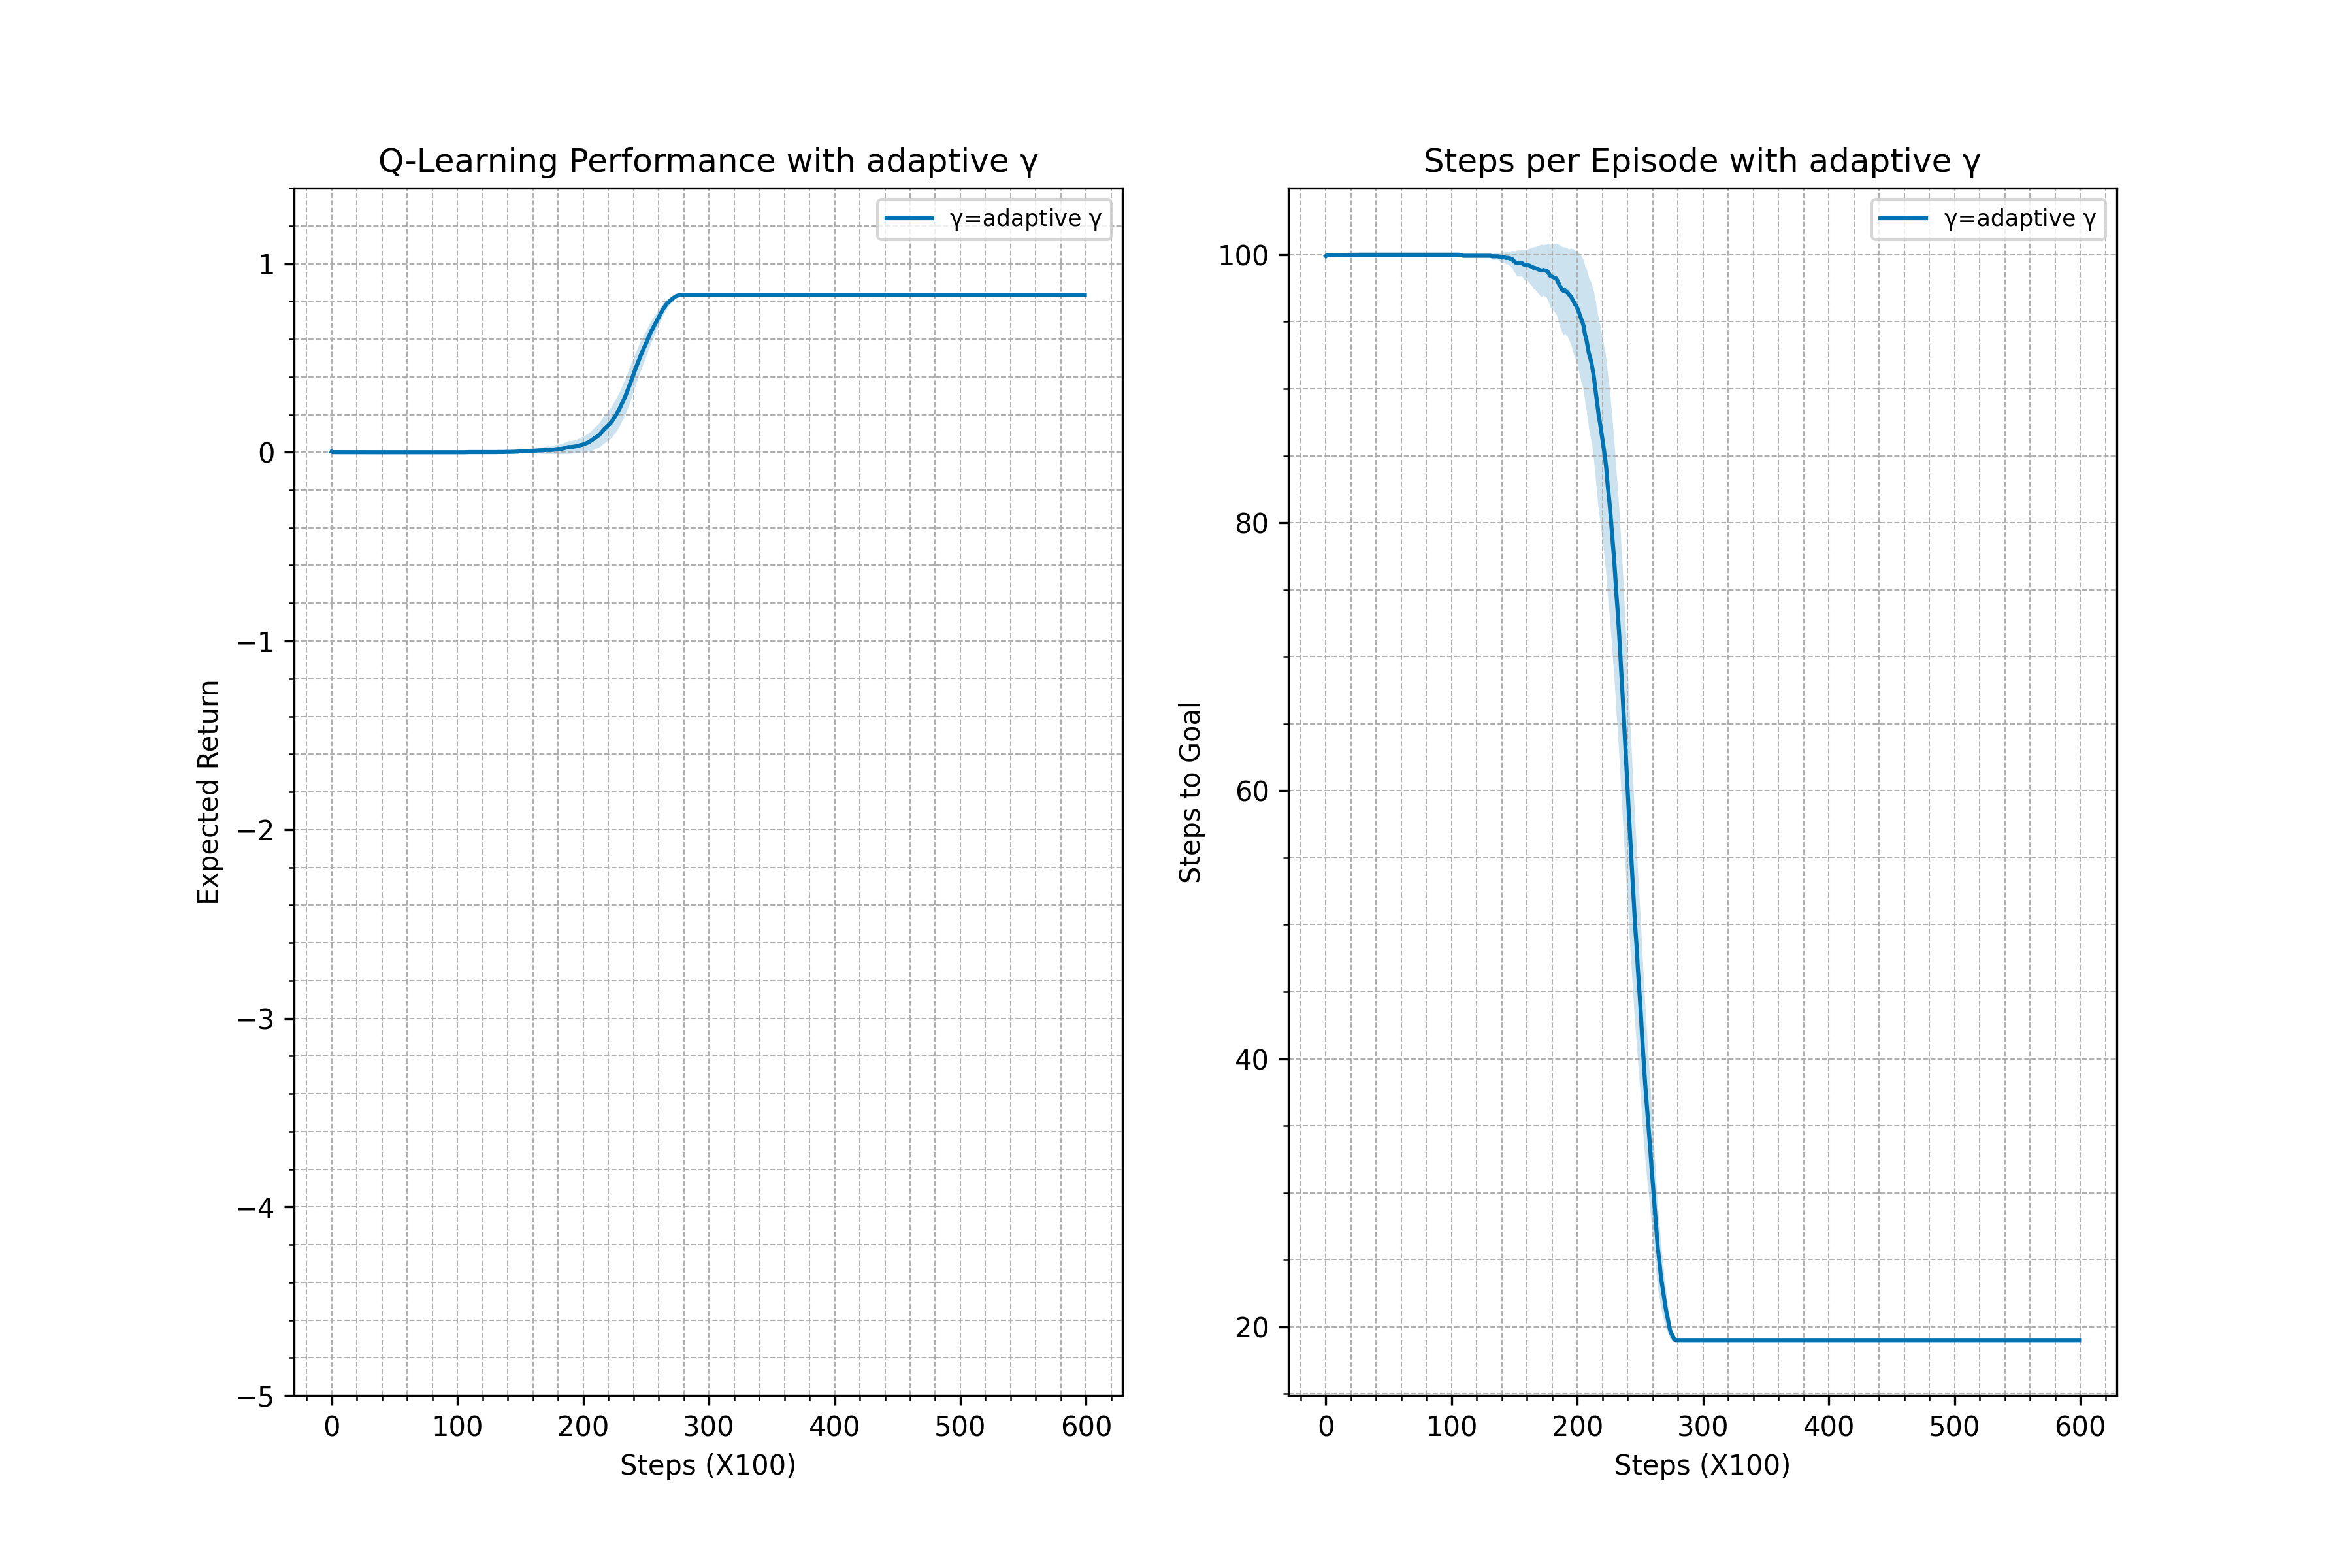 Q-Learning Performance with adaptive γ
γ=adaptive γ
1
0
−1
−2
−3
−4
−5
Expected Return
0 100 200 300 400 500 600
Steps (X100)
Steps per Episode with adaptive γ
γ=adaptive γ
100
80
60
40
20
Steps to Goal
0 100 200 300 400 500 600
Steps (X100)